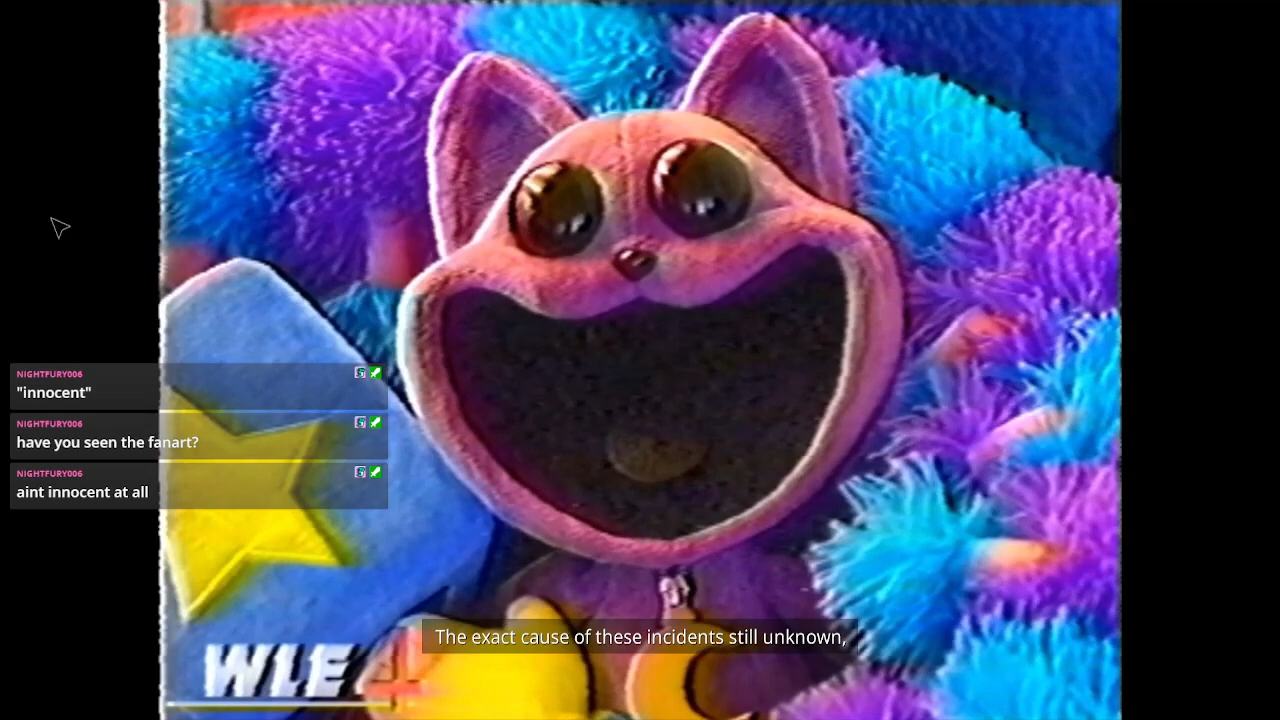 NIGHTFURY006
"innocent"
NIGHTFURY006
have you seen the fanart?
NIGHTFURY006
aint innocent at all
The exact cause of these incidents still unknown,
WLE